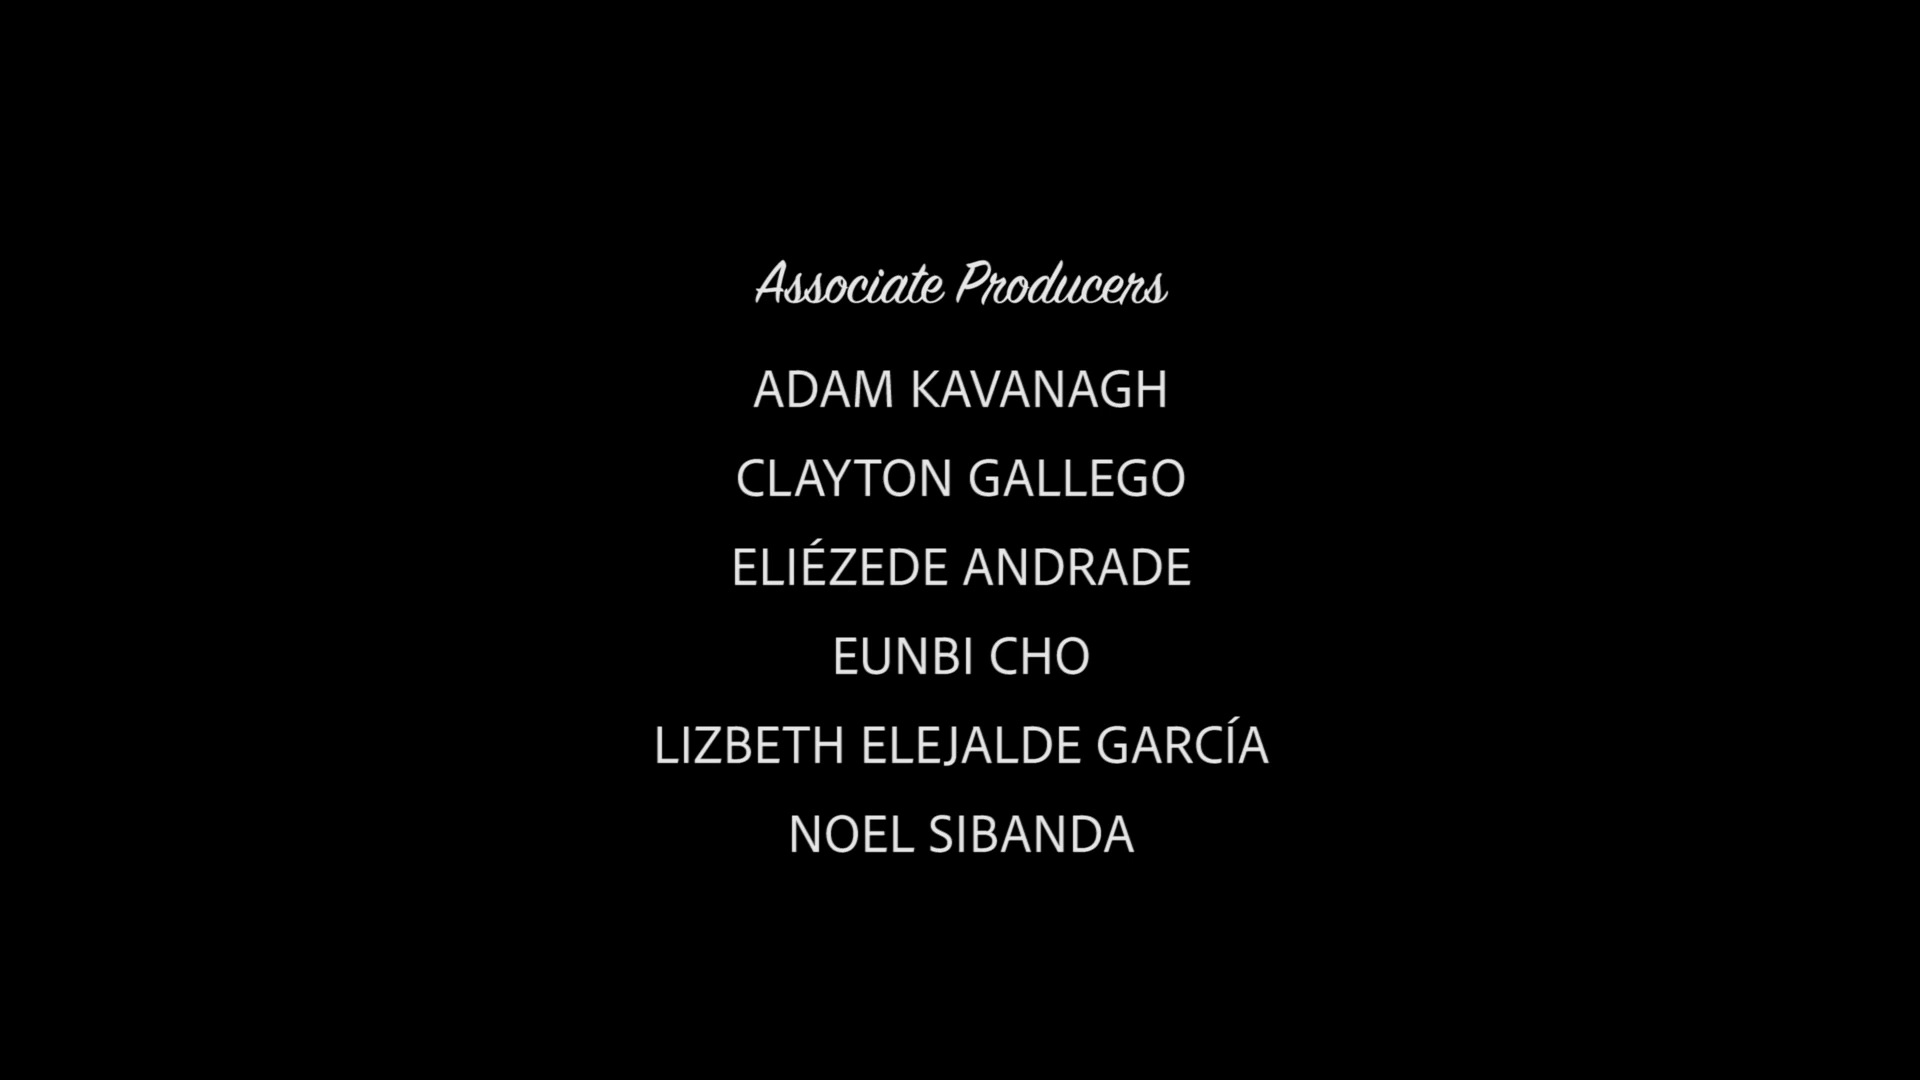 Associate Producers
ADAM KAVANAGH
CLAYTON GALLEGO
ELIÉZEDE ANDRADE
EUNBI CHO
LIZBETH ELEJALDE GARCÍA
NOEL SIBANDA